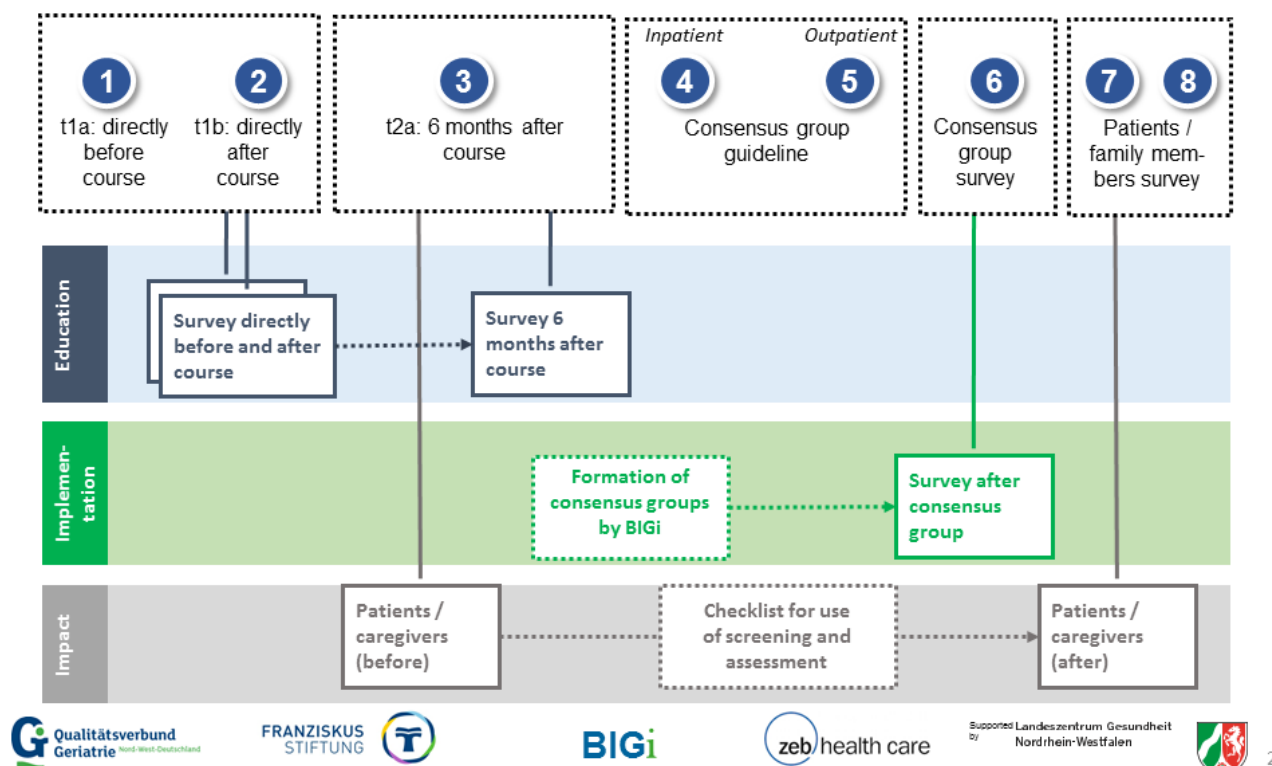 Inpatient
Outpatient
1
2
3
4
5
6
7
8
t1a: directly
before
course
t1b: directly
after
course
t2a: 6 months after
course
Consensus group
guideline
Consensus
group
survey
Patients /
family mem-
bers survey
Education
Survey directly
before and after
course
Survey 6
months after
course
Implemen-
tation
Formation of
consensus groups
by BIGi
Survey after
consensus
group
Impact
Patients /
caregivers
(before)
Checklist for use
of screening and
assessment
Patients /
caregivers
(after)
Gi Qualitätsverbund
Geriatrie Nord-West-Deutschland
FRANZISKUS
STIFTUNG
BIGi
zeb/health care
Supported Landeszentrum Gesundheit
by Nordrhein-Westfalen
2